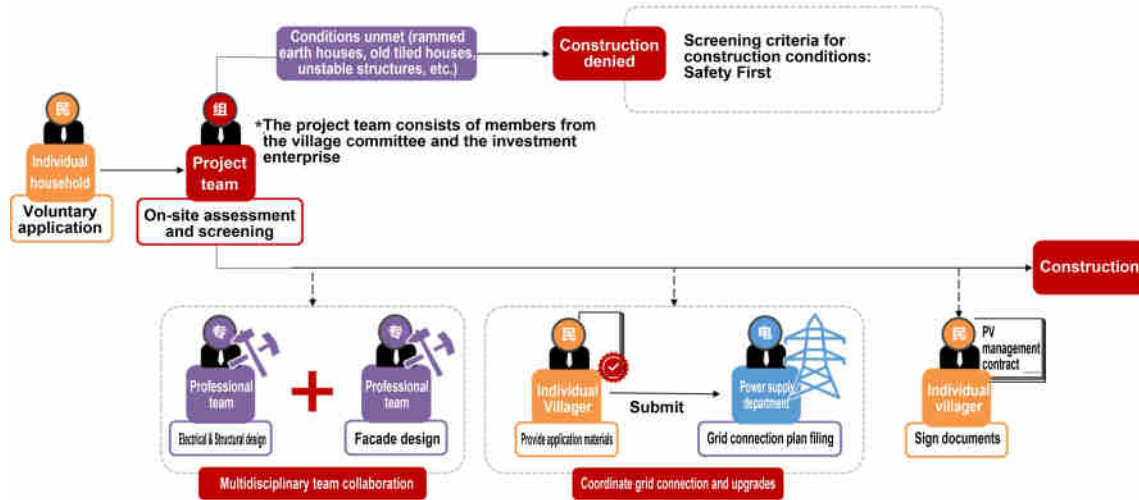 Conditions unmet (rammed
earth houses, old tiled houses,
unstable structures, etc.)
Construction
denied
Screening criteria for
construction conditions:
Safety First
民
Individual
household
Voluntary
application
组
Project
team
On-site assessment
and screening
*The project team consists of members from
the village committee and the investment
enterprise
Construction
专
Professional
team
Electrical & Structural design
专
Professional
team
Facade design
Multidisciplinary team collaboration
民
Individual Villager
Provide application materials
Submit
电
Power supply
department
Grid connection plan filing
Coordinate grid connection and upgrades
民
PV
management
contract
Individual
villager
Sign documents